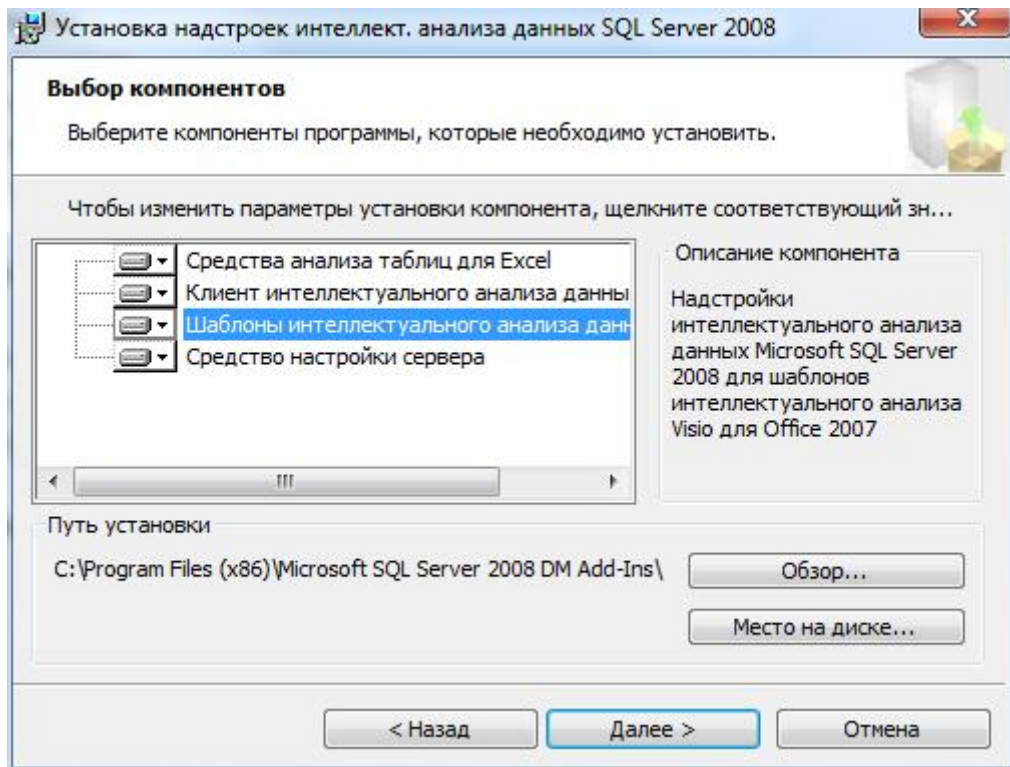 Установка надстроек интеллект. анализа данных SQL Server 2008
Выбор компонентов
Выберите компоненты программы, которые необходимо установить.
Чтобы изменить параметры установки компонента, щелкните соответствующий зн...
Средства анализа таблиц для Excel
Клиент интеллектуального анализа данны
Шаблоны интеллектуального анализа данн
Средство настройки сервера
Описание компонента
Надстройки
интеллектуального анализа
данных Microsoft SQL Server
2008 для шаблонов
интеллектуального анализа
Visio для Office 2007
Путь установки
C:\Program Files (x86)\Microsoft SQL Server 2008 DM Add-Ins\
Обзор...
Место на диске...
< Назад
Далее >
Отмена